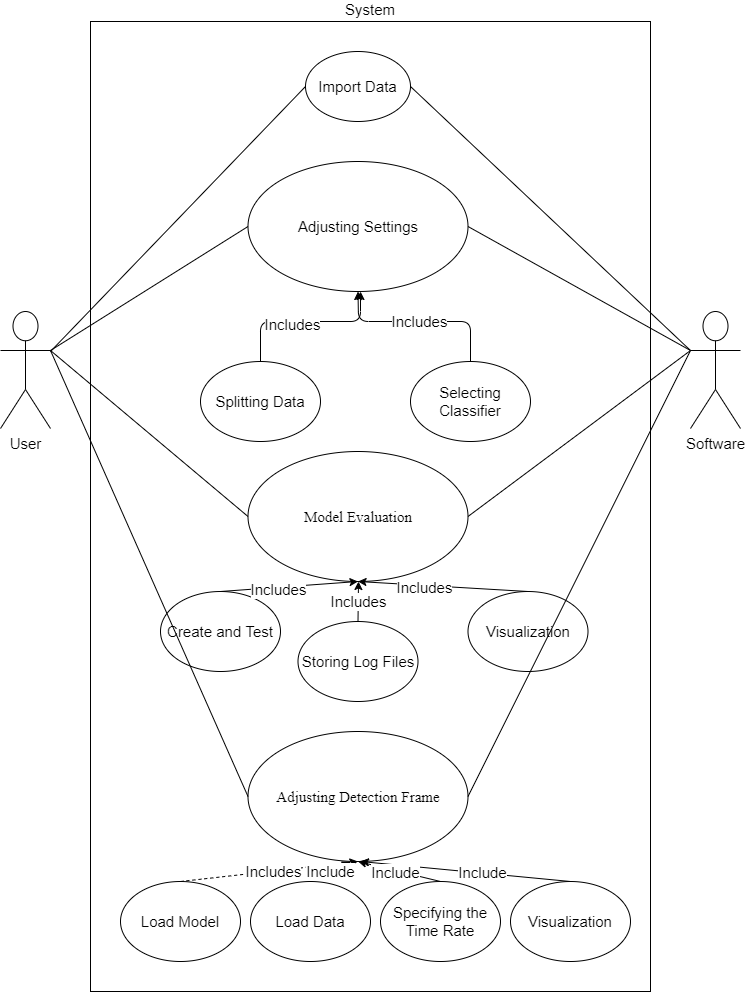 System
Import Data
Adjusting Settings
Includes
Includes
Splitting Data
Selecting
Classifier
User
Software
Model Evaluation
Includes
Includes
Includes
Create and Test
Storing Log Files
Visualization
Adjusting Detection Frame
Includes
Include
Include
Include
Load Model
Load Data
Specifying the
Time Rate
Visualization